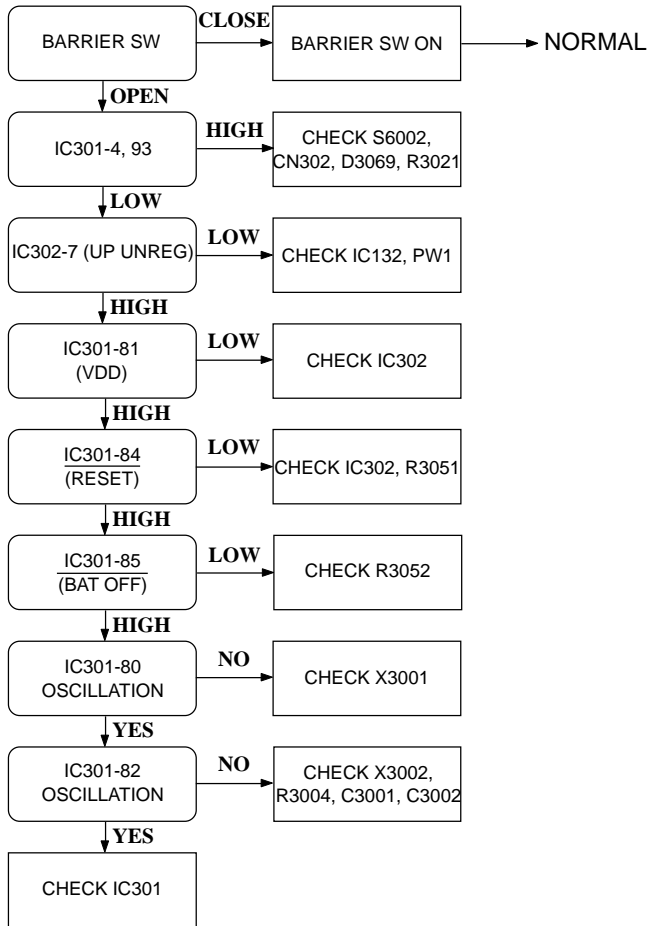 BARRIER SW
CLOSE
BARRIER SW ON
NORMAL
OPEN
IC301-4, 93
HIGH
CHECK S6002,
CN302, D3069, R3021
LOW
IC302-7 (UP UNREG)
LOW
CHECK IC132, PW1
HIGH
IC301-81
(VDD)
LOW
CHECK IC302
HIGH
IC301-84
(RESET)
LOW
CHECK IC302, R3051
HIGH
IC301-85
(BAT OFF)
LOW
CHECK R3052
HIGH
IC301-80
OSCILLATION
NO
CHECK X3001
YES
IC301-82
OSCILLATION
NO
CHECK X3002,
R3004, C3001, C3002
YES
CHECK IC301